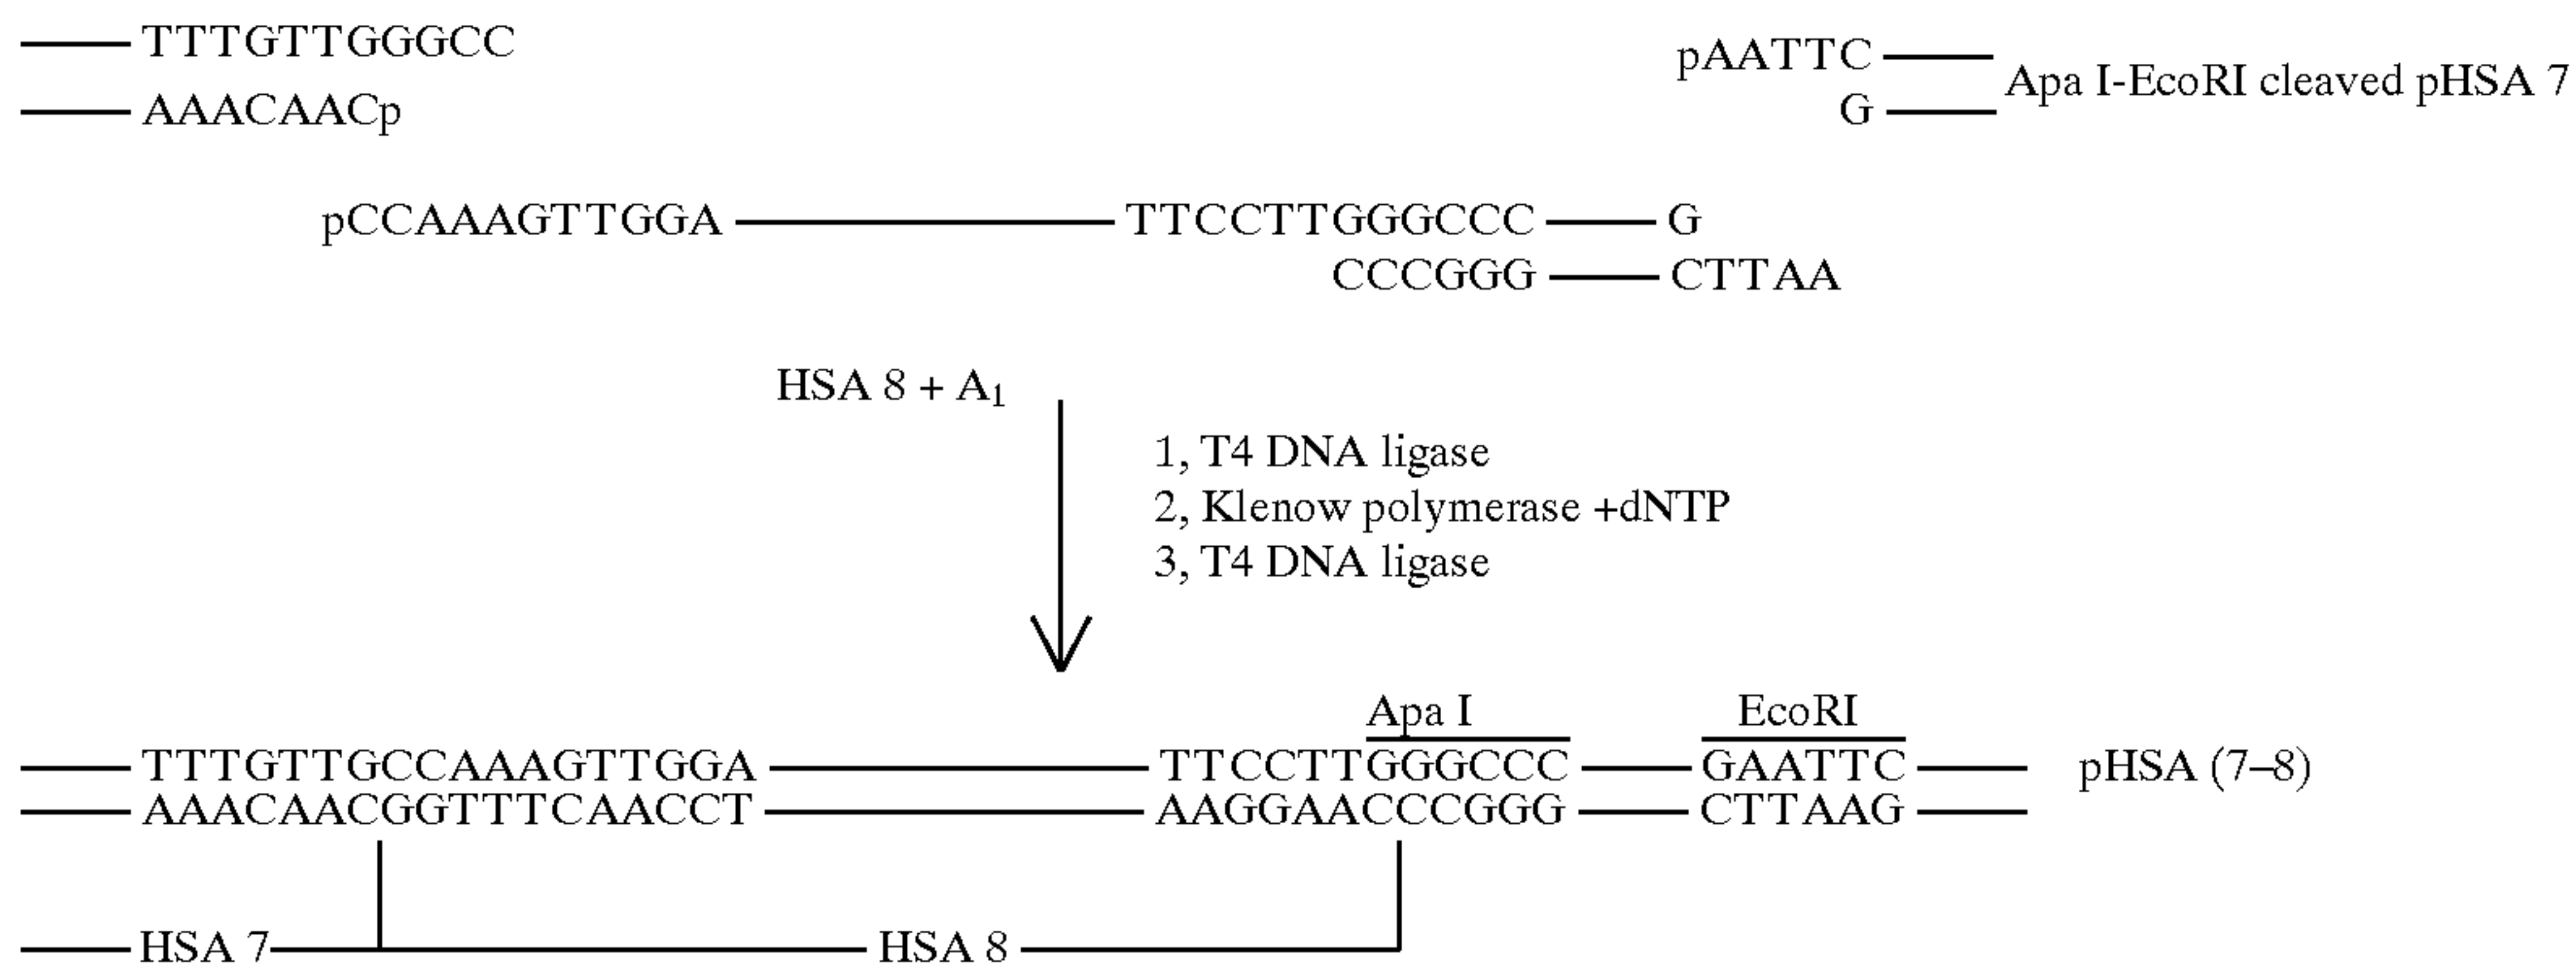 TTTGTTGGGCC
AAACAACp
pAATTC
G
Apa I-EcoRI cleaved pHSA 7
pCCAAAGTTGGA TTCCTTGGGCCC G
CCCGGG CTTAA
HSA 8 + A₁
1, T4 DNA ligase
2, Klenow polymerase +dNTP
3, T4 DNA ligase
Apa I EcoRI
TTTGTTGCCAAAGTTGGA TTCCTTGGGCCC GAATTC pHSA (7–8)
AAACAACGGTTTCAACCT AAGGAACCCGGG CTTAAG
HSA 7 HSA 8